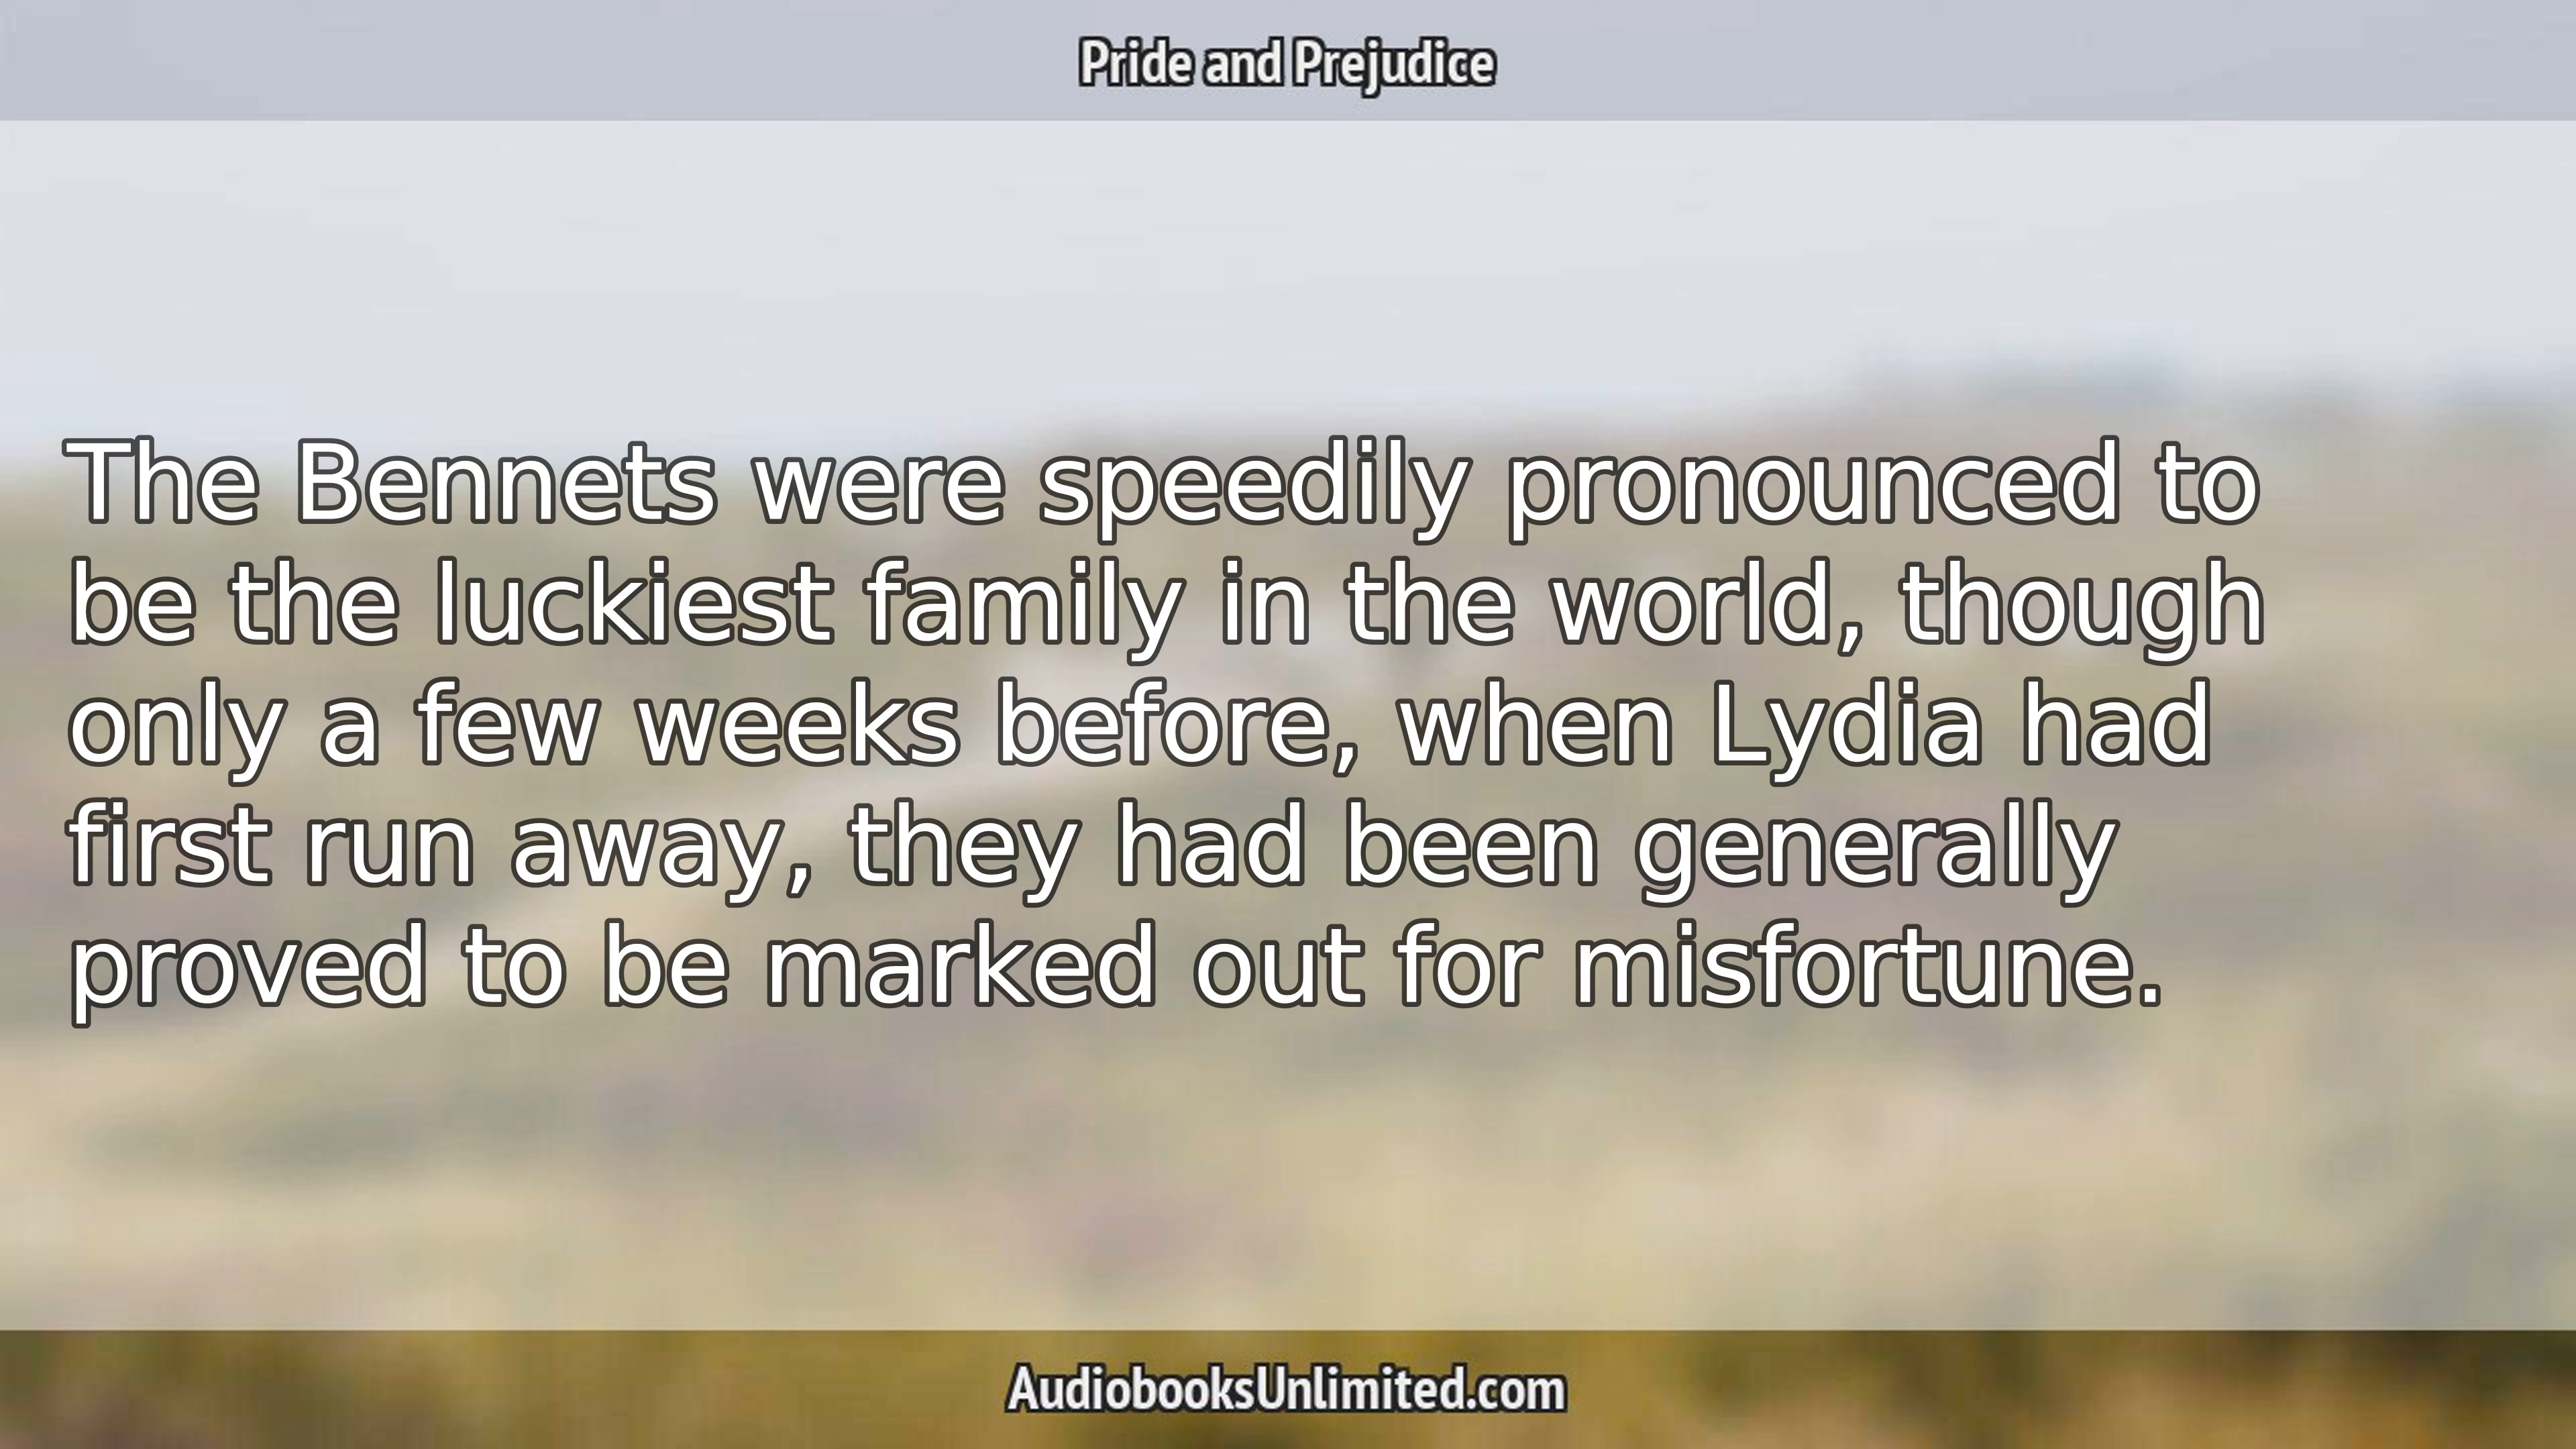 Pride and Prejudice
The Bennets were speedily pronounced to
be the luckiest family in the world, though
only a few weeks before, when Lydia had
first run away, they had been generally
proved to be marked out for misfortune.
AudiobooksUnlimited.com